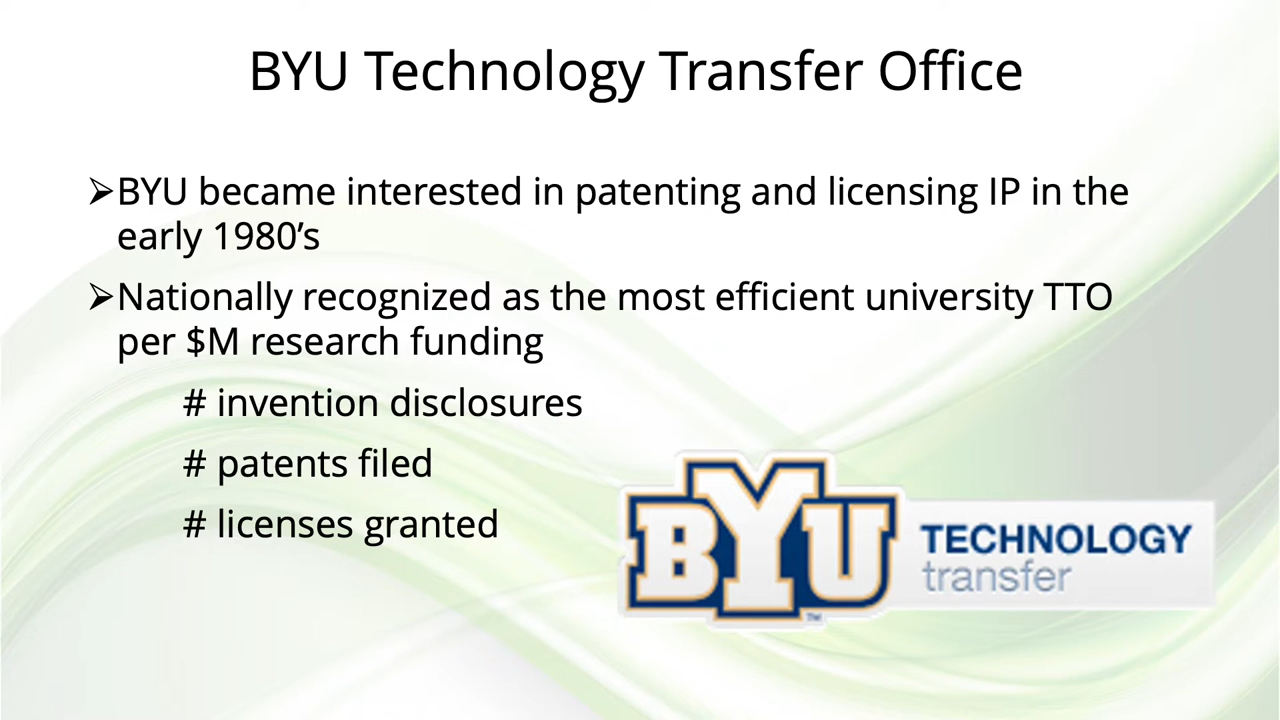 BYU Technology Transfer Office
➢BYU became interested in patenting and licensing IP in the
early 1980’s
➢Nationally recognized as the most efficient university TTO
per $M research funding
# invention disclosures
# patents filed
# licenses granted
BYU TECHNOLOGY
transfer
TM